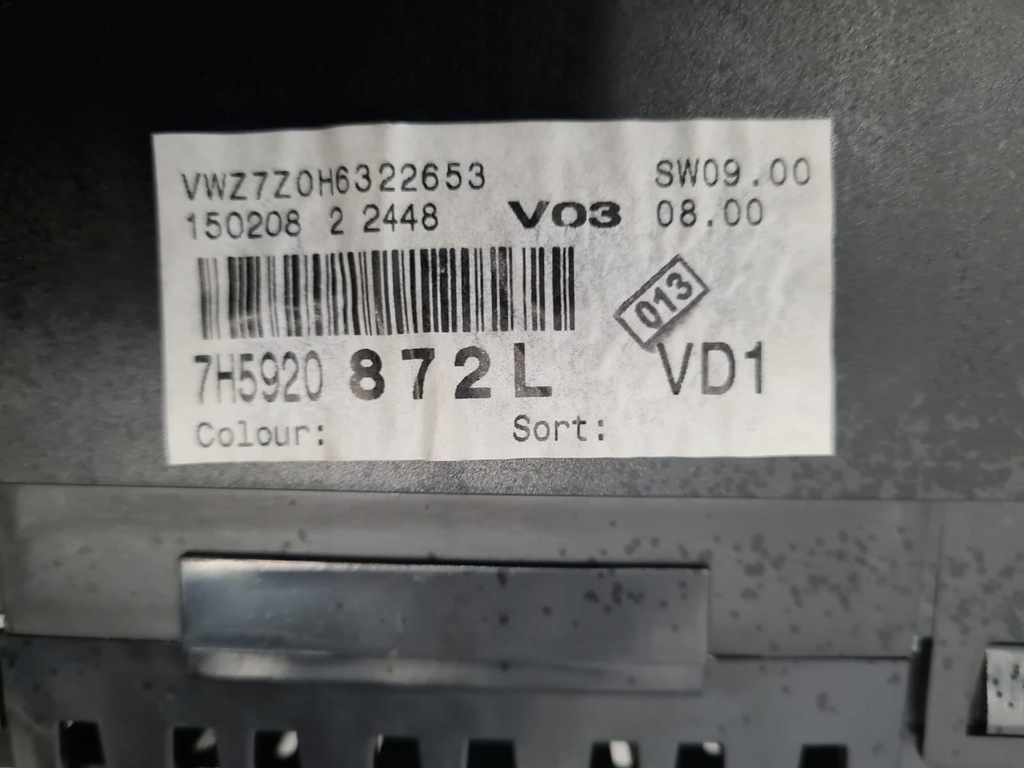 VWZ7Z0H6322653 SW09.00
150208 2 2448 V03 08.00
013
7H5920 872L VD1
Colour: Sort: